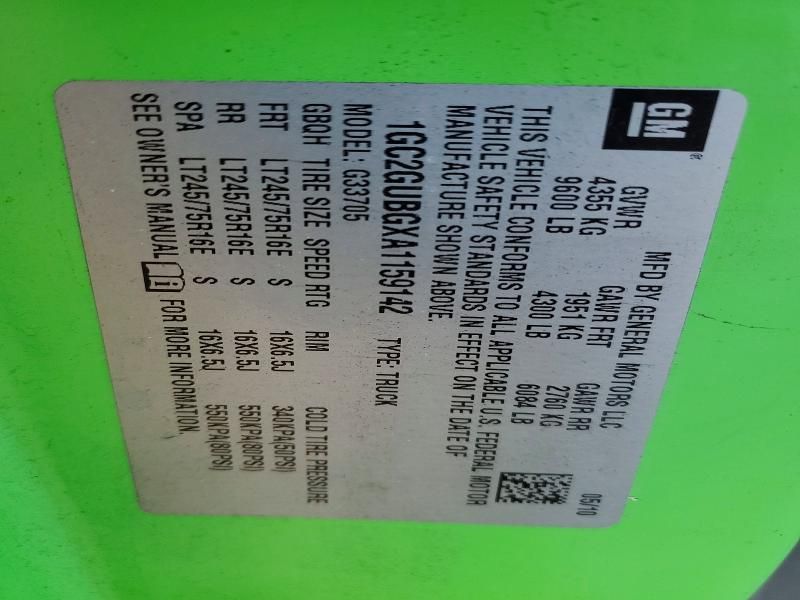 GM®
MFD BY GENERAL MOTORS LLC 05/10
GVWR GAWR FRT GAWR RR
4355 KG 1951 KG 2760 KG
9600 LB 4300 LB 6084 LB
THIS VEHICLE CONFORMS TO ALL APPLICABLE U.S. FEDERAL MOTOR
VEHICLE SAFETY STANDARDS IN EFFECT ON THE DATE OF
MANUFACTURE SHOWN ABOVE.
1GC2GUBGXA1159142 TYPE: TRUCK
MODEL: G33705
GBQH TIRE SIZE SPEED RTG RIM COLD TIRE PRESSURE
FRT LT245/75R16E S 16X6.5J 340KPA(50PSI)
RR LT245/75R16E S 16X6.5J 550KPA(80PSI)
SPA LT245/75R16E S 16X6.5J 550KPA(80PSI)
SEE OWNER'S MANUAL FOR MORE INFORMATION.